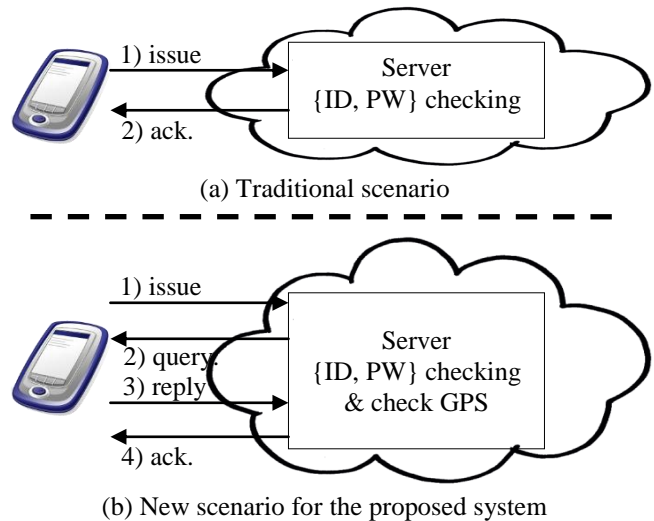 1) issue
Server
{ID, PW} checking
2) ack.
(a) Traditional scenario
1) issue
2) query.
3) reply
Server
{ID, PW} checking
& check GPS
4) ack.
(b) New scenario for the proposed system